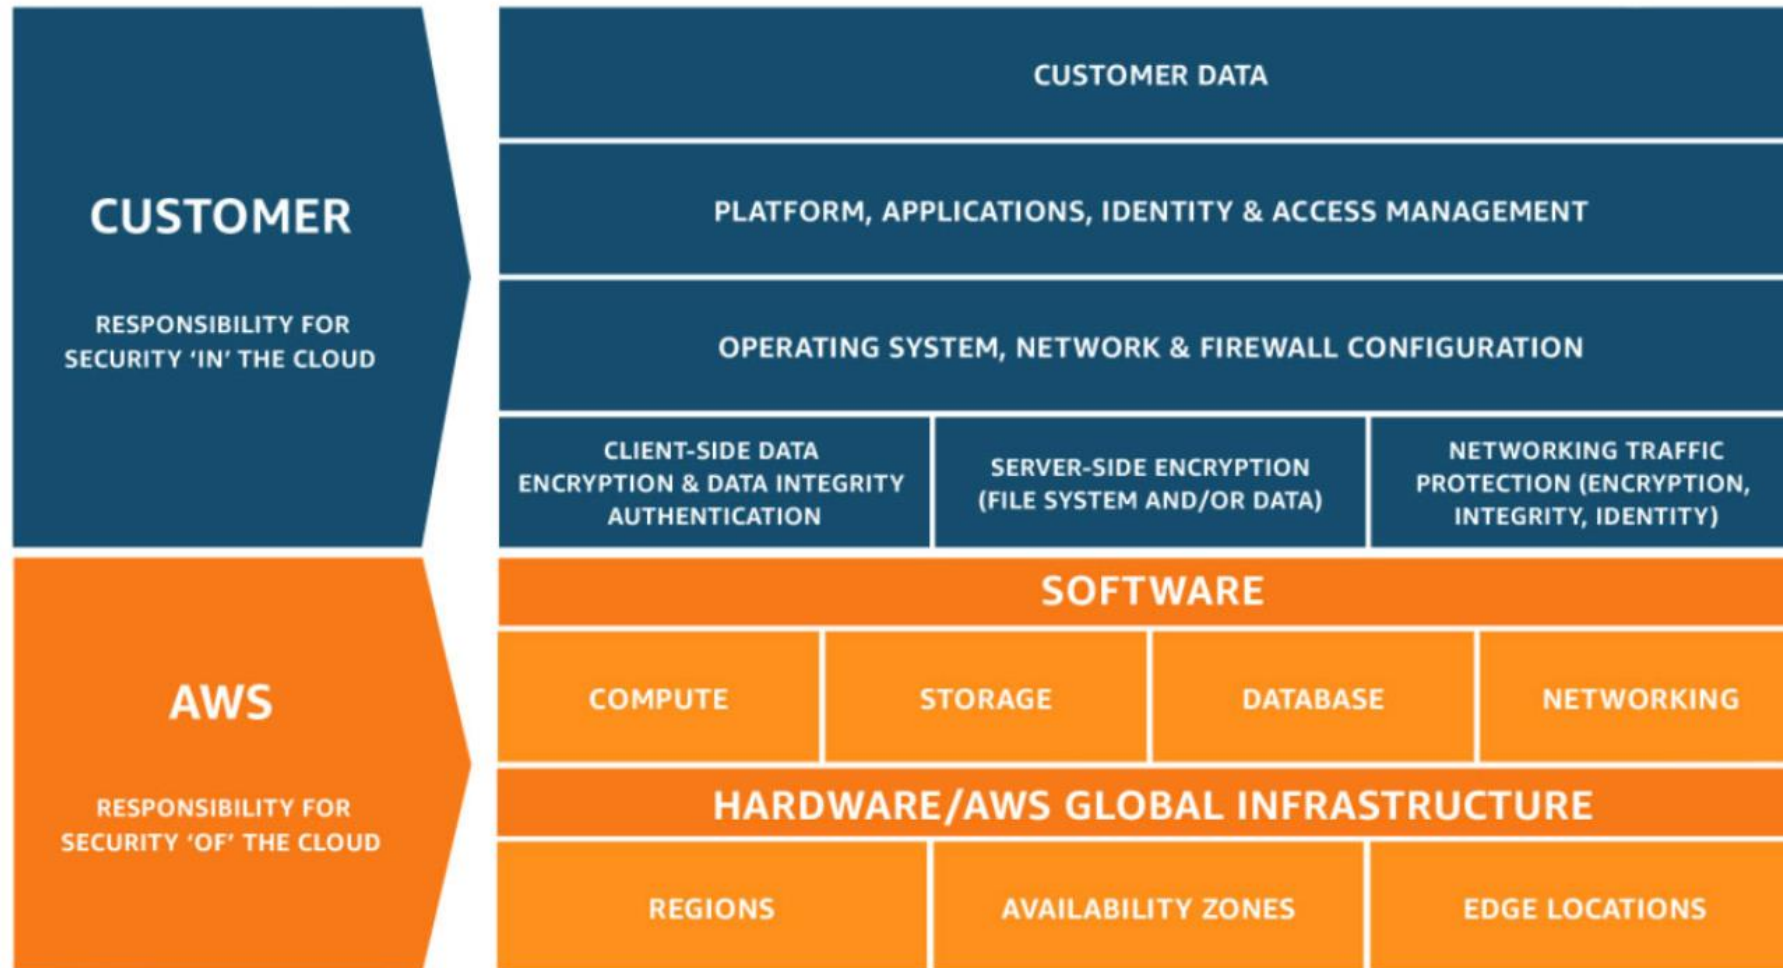 CUSTOMER
RESPONSIBILITY FOR
SECURITY ‘IN’ THE CLOUD
CUSTOMER DATA
PLATFORM, APPLICATIONS, IDENTITY & ACCESS MANAGEMENT
OPERATING SYSTEM, NETWORK & FIREWALL CONFIGURATION
CLIENT-SIDE DATA
ENCRYPTION & DATA INTEGRITY
AUTHENTICATION
SERVER-SIDE ENCRYPTION
(FILE SYSTEM AND/OR DATA)
NETWORKING TRAFFIC
PROTECTION (ENCRYPTION,
INTEGRITY, IDENTITY)
AWS
RESPONSIBILITY FOR
SECURITY ‘OF’ THE CLOUD
SOFTWARE
COMPUTE
STORAGE
DATABASE
NETWORKING
HARDWARE/AWS GLOBAL INFRASTRUCTURE
REGIONS
AVAILABILITY ZONES
EDGE LOCATIONS